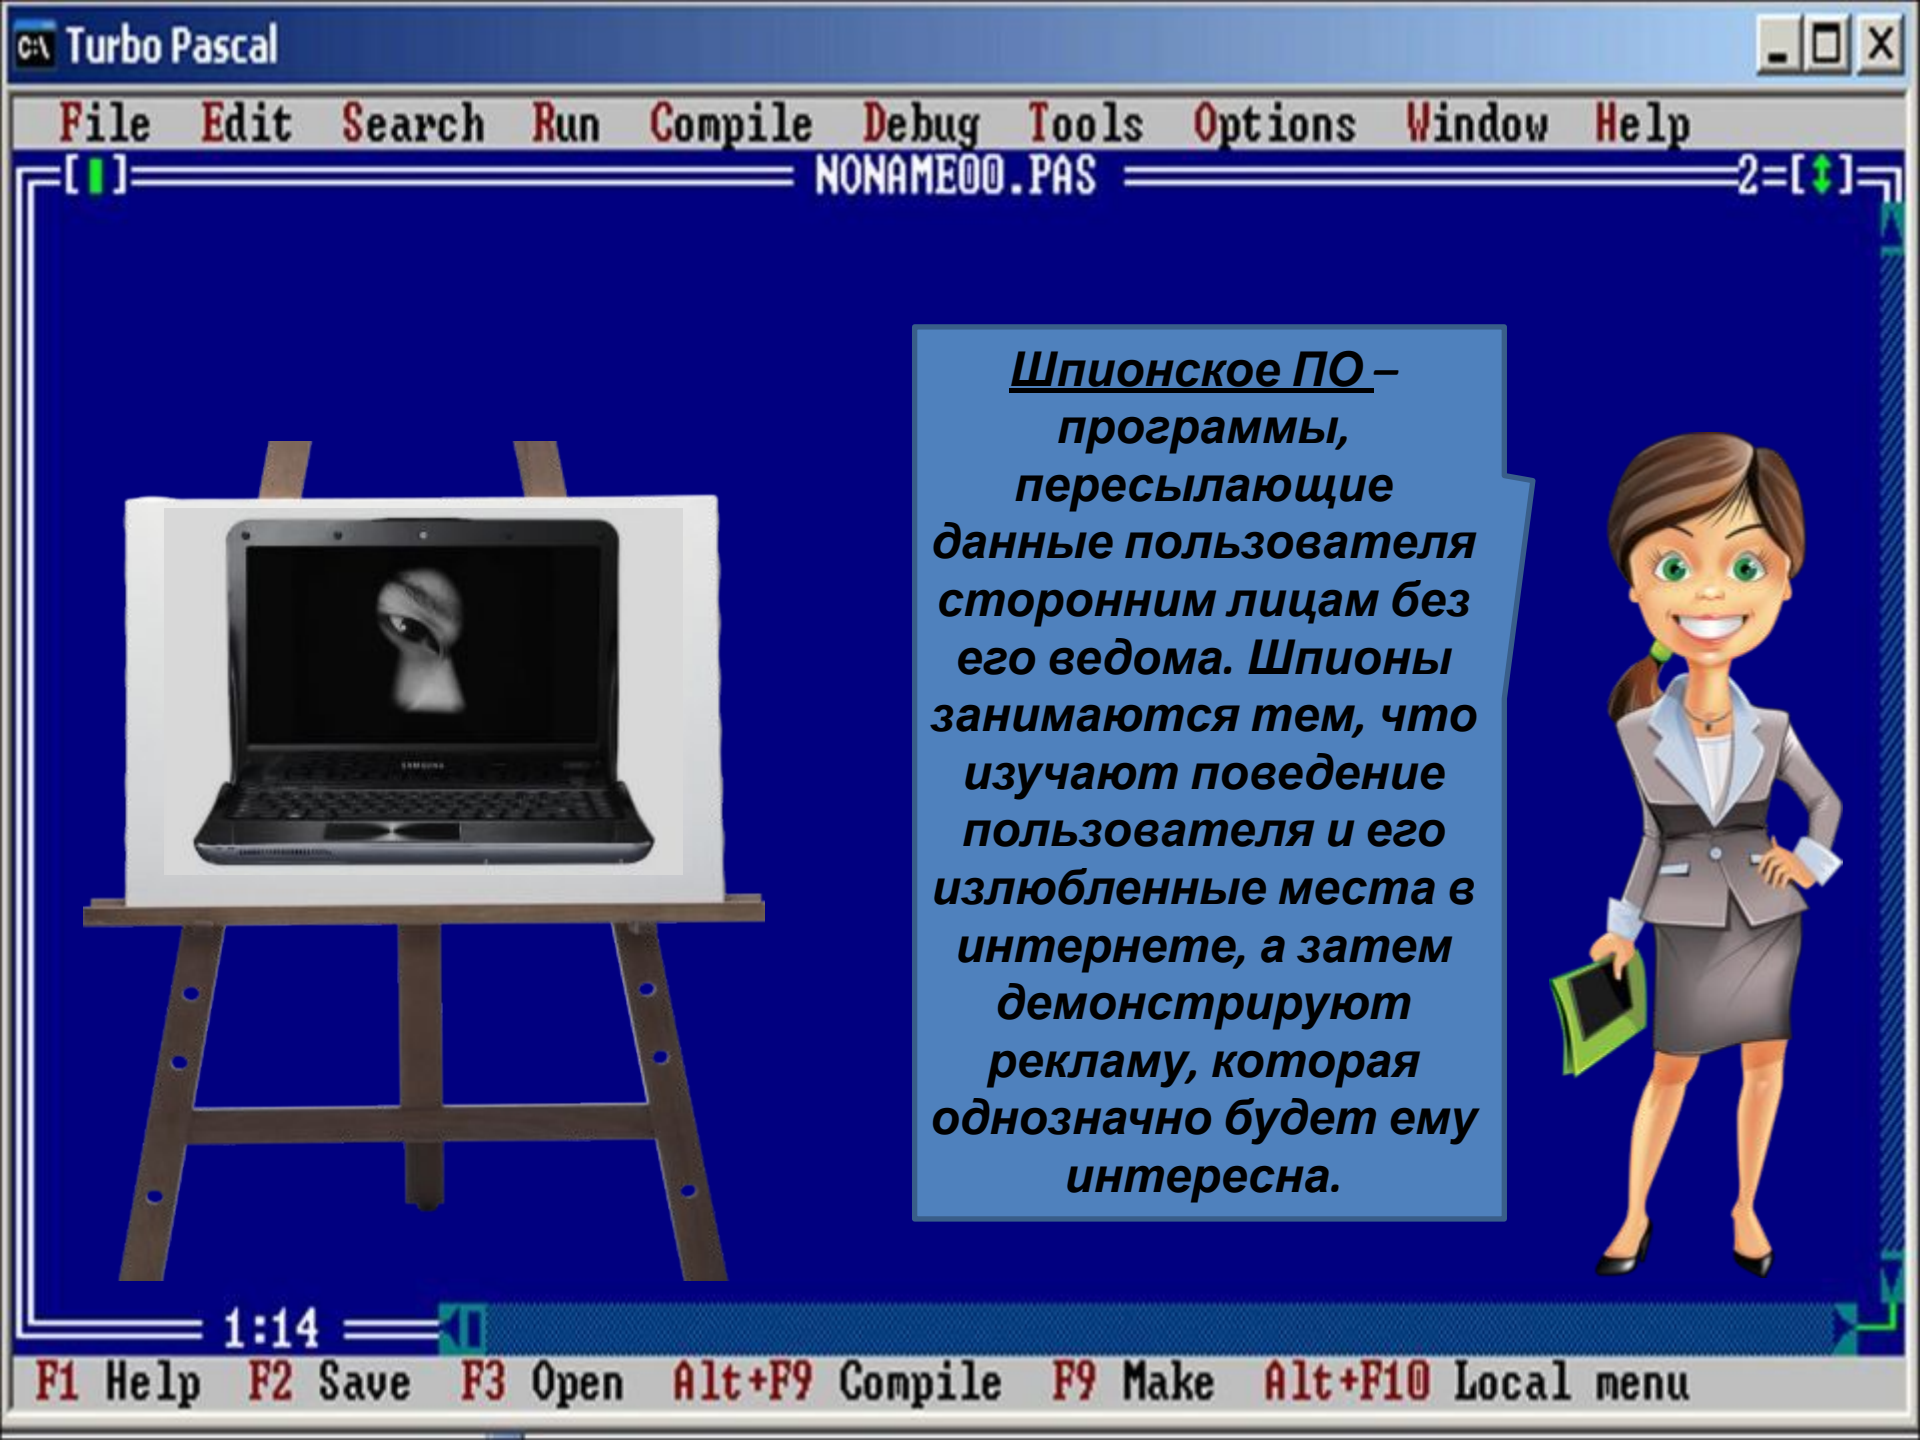 Turbo Pascal
File Edit Search Run Compile Debug Tools Options Window Help
NONAME00.PAS 2
Шпионское ПО –
программы,
пересылающие
данные пользователя
сторонним лицам без
его ведома. Шпионы
занимаются тем, что
изучают поведение
пользователя и его
излюбленные места в
интернете, а затем
демонстрируют
рекламу, которая
однозначно будет ему
интересна.
SAMSUNG
1:14
F1 Help F2 Save F3 Open Alt+F9 Compile F9 Make Alt+F10 Local menu